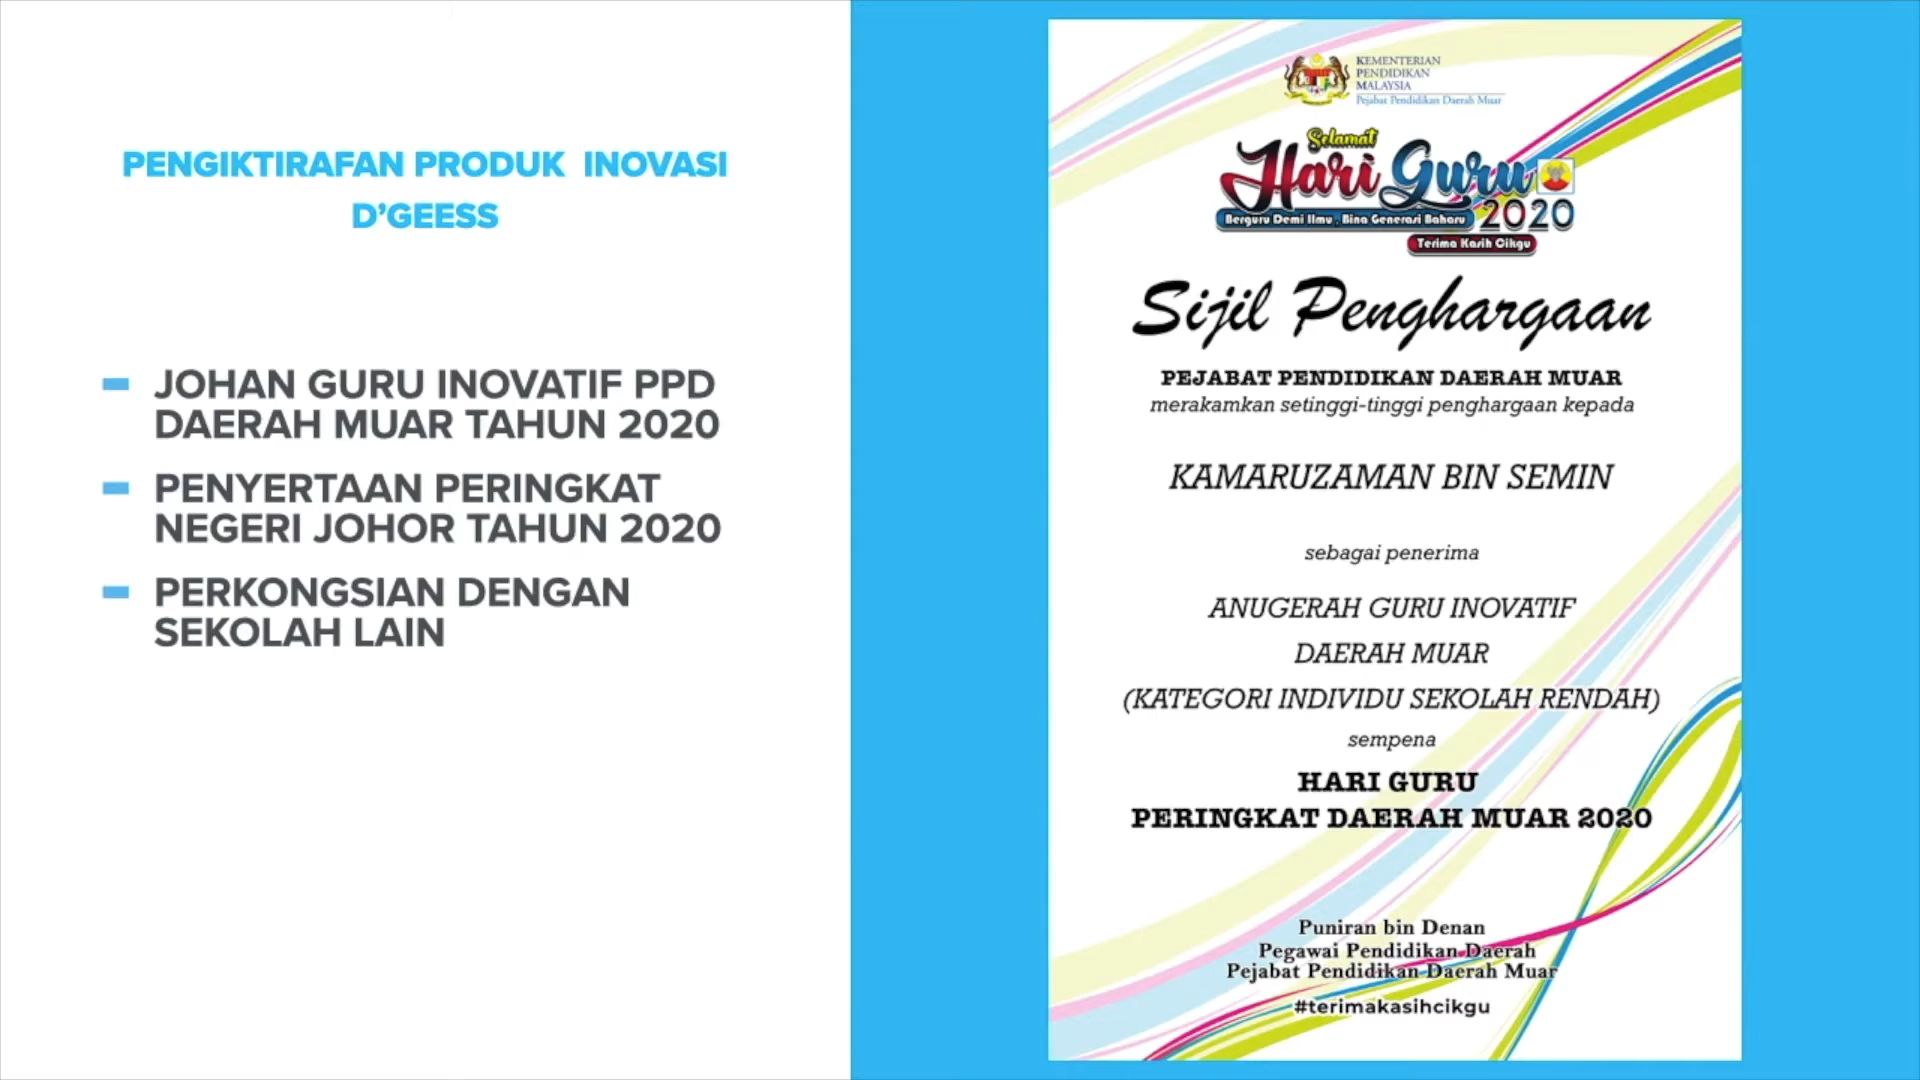 PENGIKTIRAFAN PRODUK INOVASI
D’GEESS
JOHAN GURU INOVATIF PPD
DAERAH MUAR TAHUN 2020
PENYERTAAN PERINGKAT
NEGERI JOHOR TAHUN 2020
PERKONGSIAN DENGAN
SEKOLAH LAIN
KEMENTERIAN
PENDIDIKAN
MALAYSIA
Pejabat Pendidikan Daerah Muar
Selamat
Hari Guru
Berguru Demi Ilmu , Bina Generasi Baharu
2020
Terima Kasih Cikgu
Sijil Penghargaan
PEJABAT PENDIDIKAN DAERAH MUAR
merakamkan setinggi-tinggi penghargaan kepada
KAMARUZAMAN BIN SEMIN
sebagai penerima
ANUGERAH GURU INOVATIF
DAERAH MUAR
(KATEGORI INDIVIDU SEKOLAH RENDAH)
sempena
HARI GURU
PERINGKAT DAERAH MUAR 2020
Puniran bin Denan
Pegawai Pendidikan Daerah
Pejabat Pendidikan Daerah Muar
#terimakasihcikgu